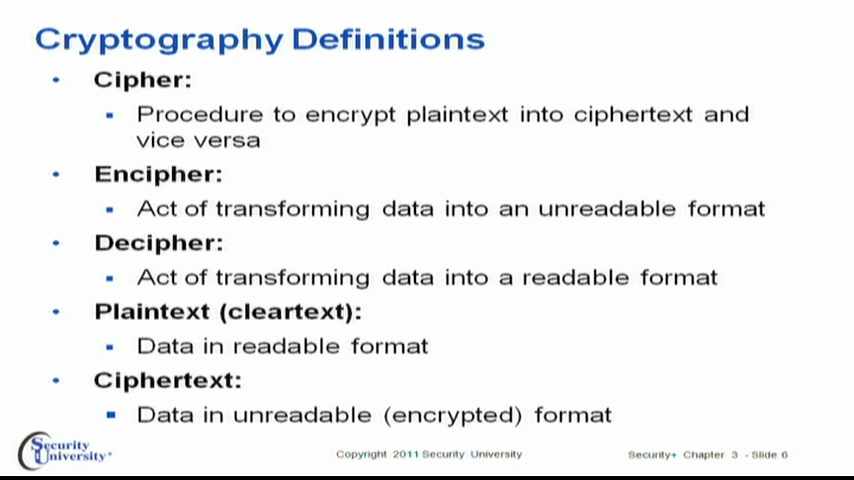 Cryptography Definitions
• Cipher:
▪ Procedure to encrypt plaintext into ciphertext and
vice versa
• Encipher:
▪ Act of transforming data into an unreadable format
• Decipher:
▪ Act of transforming data into a readable format
• Plaintext (cleartext):
▪ Data in readable format
• Ciphertext:
▪ Data in unreadable (encrypted) format
Security
University
Copyright 2011 Security University
Security+ Chapter 3 - Slide 6